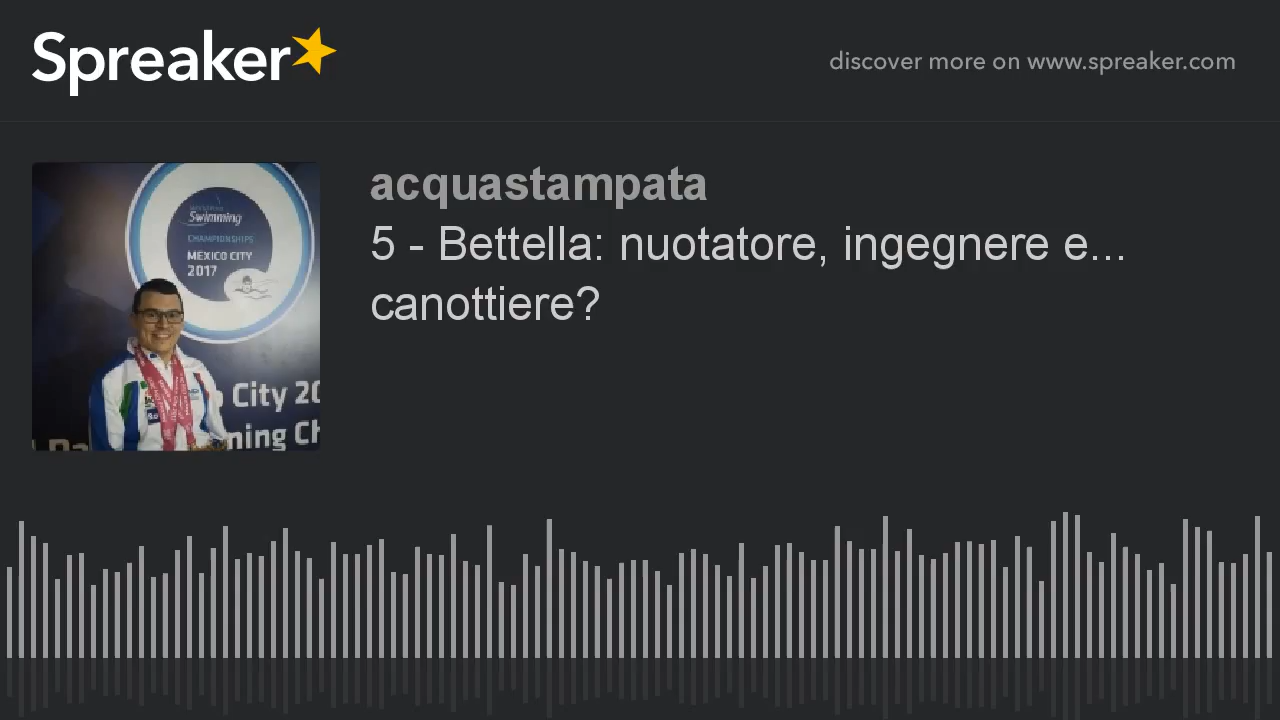 Spreaker
discover more on www.spreaker.com
acquastampata
5 - Bettella: nuotatore, ingegnere e...
canottiere?
Swimming
CHAMPIONSHIPS
MEXICO CITY
2017
City 20
ning Ch